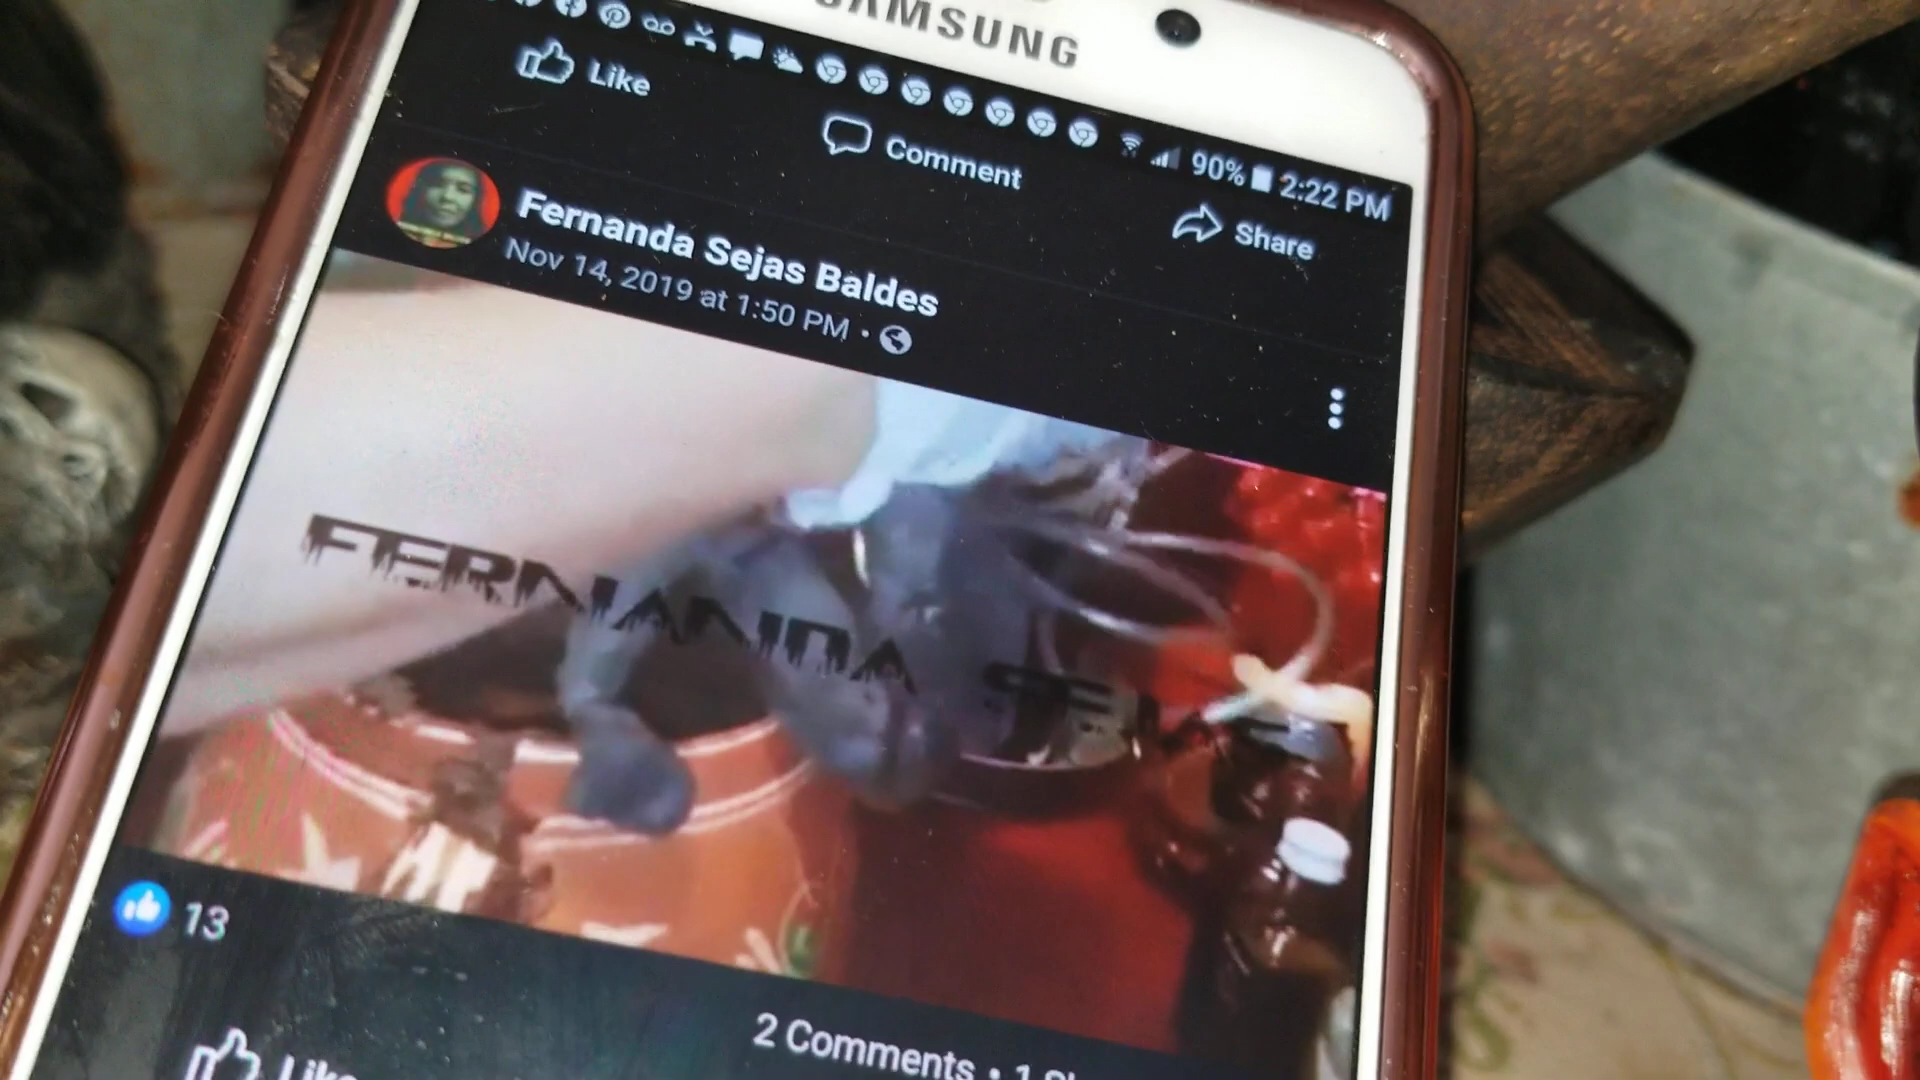 SAMSUNG
90% 2:22 PM
Like
Comment
Share
Fernanda Sejas Baldes
Nov 14, 2019 at 1:50 PM
FERNANDA
13
2 Comments
Like